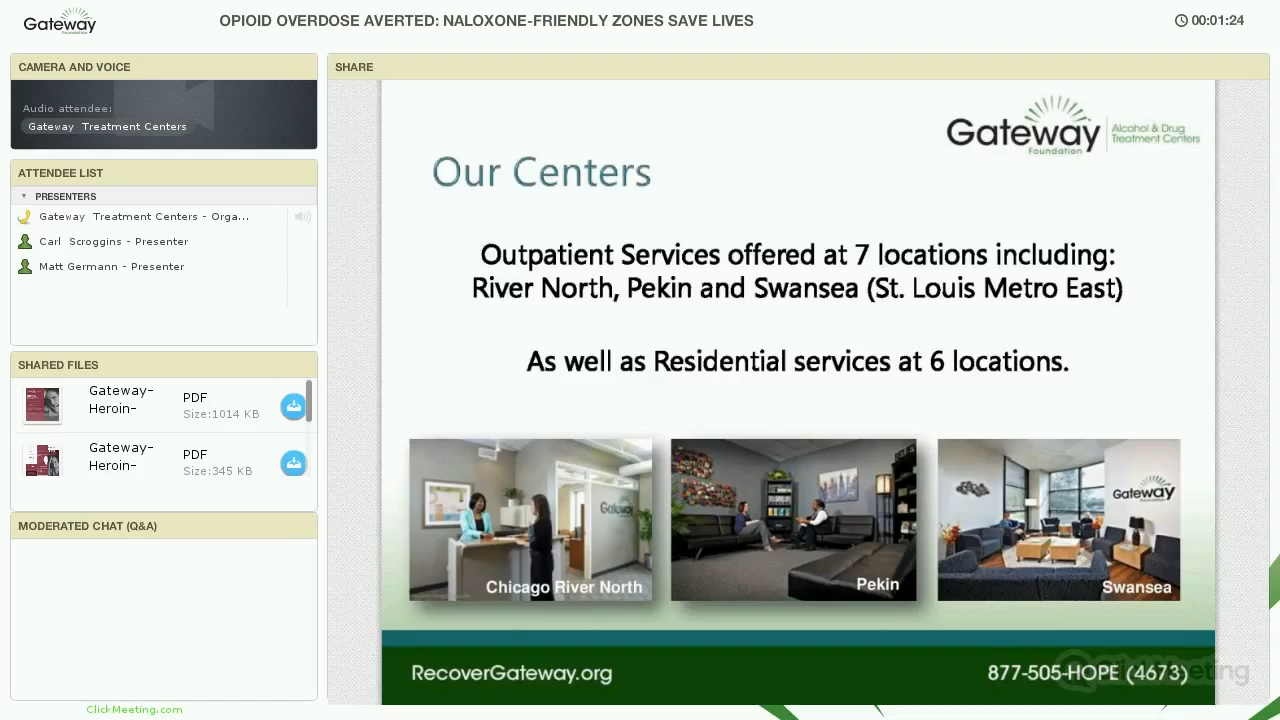 Gateway
Foundation
OPIOID OVERDOSE AVERTED: NALOXONE-FRIENDLY ZONES SAVE LIVES
00:01:24
CAMERA AND VOICE
Audio attendee:
Gateway Treatment Centers
ATTENDEE LIST
PRESENTERS
Gateway Treatment Centers - Orga...
Carl Scroggins - Presenter
Matt Germann - Presenter
SHARED FILES
Gateway-
Heroin-
PDF
Size:1014 KB
Gateway-
Heroin-
PDF
Size:345 KB
MODERATED CHAT (Q&A)
ClickMeeting.com
SHARE
Gateway
Foundation
Alcohol & Drug
Treatment Centers
Our Centers
Outpatient Services offered at 7 locations including:
River North, Pekin and Swansea (St. Louis Metro East)
As well as Residential services at 6 locations.
Gateway
Chicago River North
Pekin
Gateway
Swansea
RecoverGateway.org
877-505-HOPE (4673)
ClickMeeting